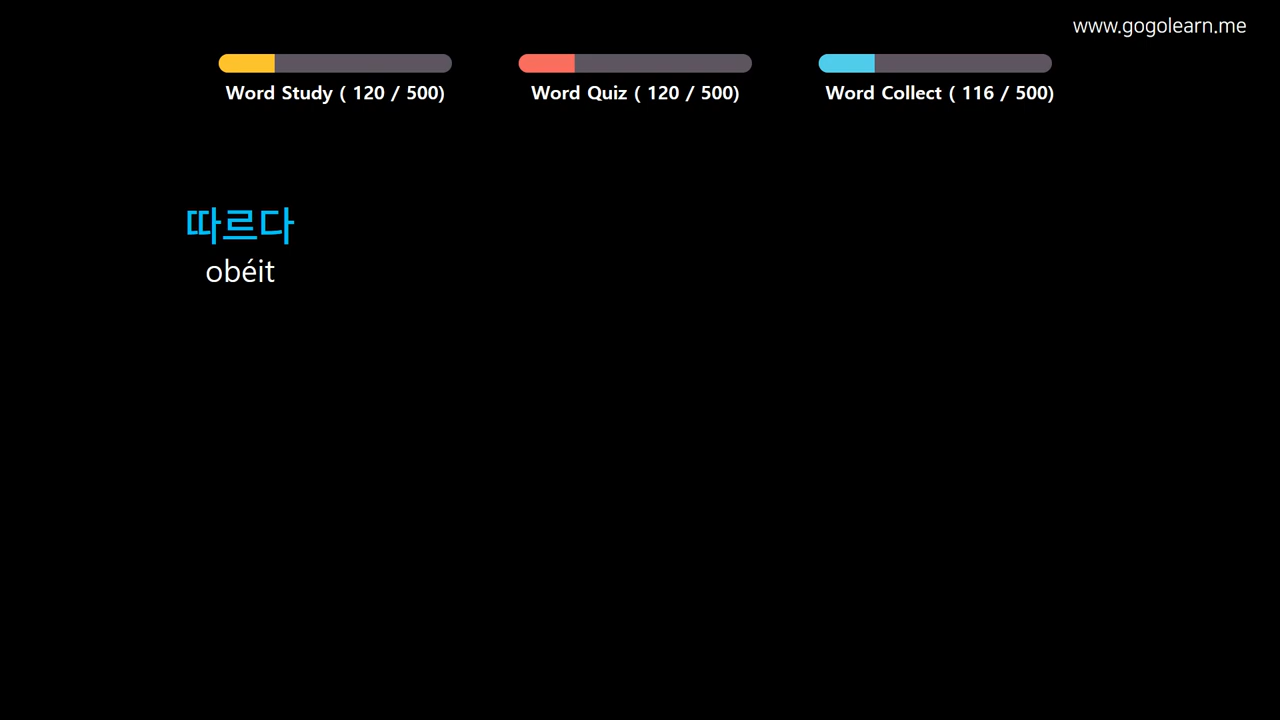 www.gogolearn.me
Word Study ( 120 / 500)
Word Quiz ( 120 / 500)
Word Collect ( 116 / 500)
따르다
obéit